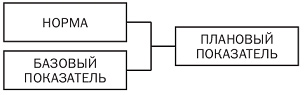 НОРМА
БАЗОВЫЙ
ПОКАЗАТЕЛЬ
ПЛАНОВЫЙ
ПОКАЗАТЕЛЬ